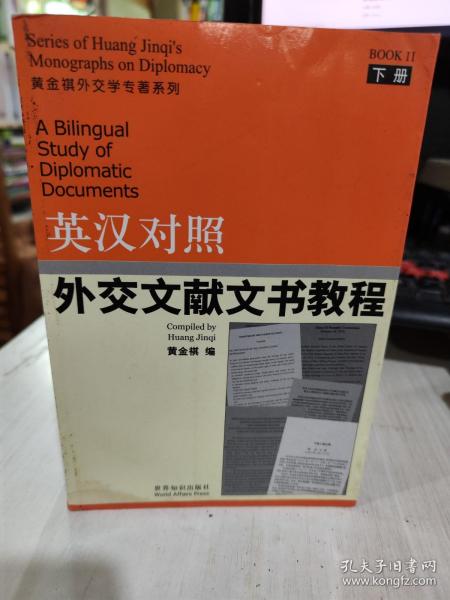 Series of Huang Jinqi's
Monographs on Diplomacy
黄金祺外交学专著系列
BOOK II
下册
A Bilingual
Study of
Diplomatic
Documents
英汉对照
外交文献文书教程
Compiled by
Huang Jinqi
黄金祺 编
世界知识出版社
World Affairs Press
孔夫子旧书网
www.kongfz.com